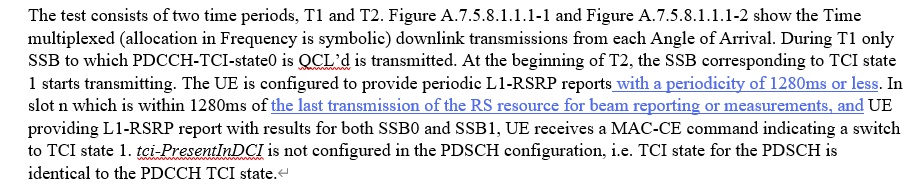 The test consists of two time periods, T1 and T2. Figure A.7.5.8.1.1.1-1 and Figure A.7.5.8.1.1.1-2 show the Time
multiplexed (allocation in Frequency is symbolic) downlink transmissions from each Angle of Arrival. During T1 only
SSB to which PDCCH-TCI-state0 is QCL’d is transmitted. At the beginning of T2, the SSB corresponding to TCI state
1 starts transmitting. The UE is configured to provide periodic L1-RSRP reports with a periodicity of 1280ms or less. In
slot n which is within 1280ms of the last transmission of the RS resource for beam reporting or measurements, and UE
providing L1-RSRP report with results for both SSB0 and SSB1, UE receives a MAC-CE command indicating a switch
to TCI state 1. tci-PresentInDCI is not configured in the PDSCH configuration, i.e. TCI state for the PDSCH is
identical to the PDCCH TCI state.↵